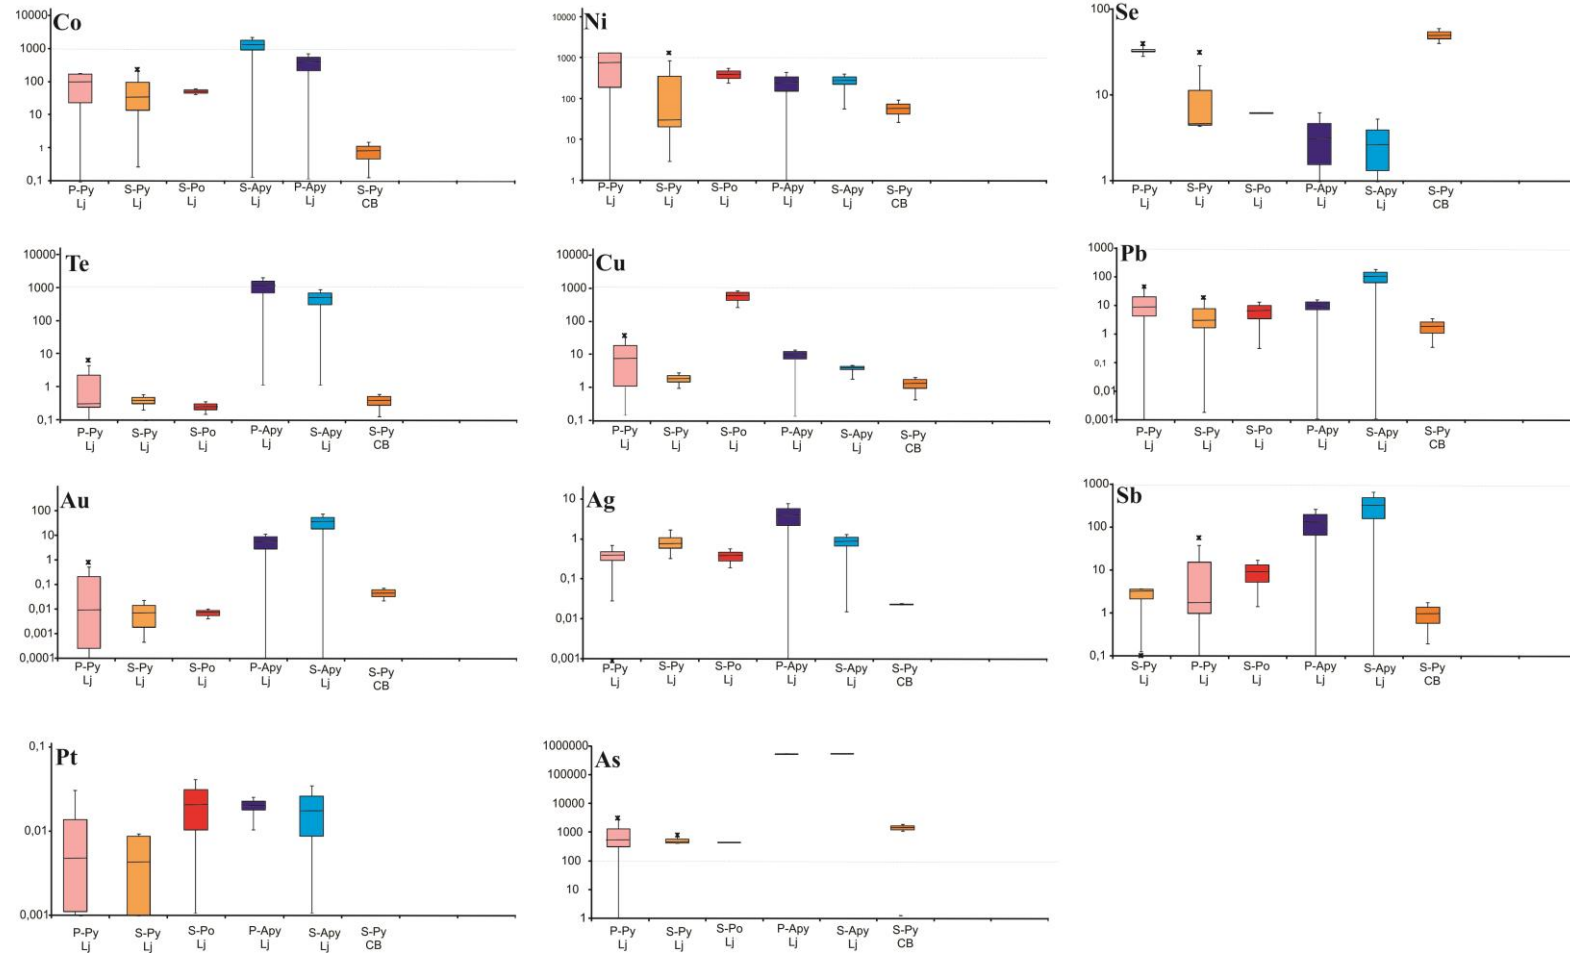 Co
10000
1000
100
10
1
0,1
P-Py S-Py S-Po S-Apy P-Apy S-Py
Lj Lj Lj Lj Lj CB
Ni
10000
1000
100
10
1
P-Py S-Py S-Po P-Apy S-Apy S-Py
Lj Lj Lj Lj Lj CB
Se
100
10
1
P-Py S-Py S-Po P-Apy S-Apy S-Py
Lj Lj Lj Lj Lj CB
Te
10000
1000
100
10
1
0,1
P-Py S-Py S-Po P-Apy S-Apy S-Py
Lj Lj Lj Lj Lj CB
Cu
10000
1000
100
10
1
0,1
P-Py S-Py S-Po P-Apy S-Apy S-Py
Lj Lj Lj Lj Lj CB
Pb
1000
100
10
1
0,1
0,01
0,001
P-Py S-Py S-Po P-Apy S-Apy S-Py
Lj Lj Lj Lj Lj CB
Au
100
10
1
0,1
0,01
0,001
0,0001
P-Py S-Py S-Po P-Apy S-Apy S-Py
Lj Lj Lj Lj Lj CB
Ag
10
1
0,1
0,01
0,001
P-Py S-Py S-Po P-Apy S-Apy S-Py
Lj Lj Lj Lj Lj CB
Sb
1000
100
10
1
0,1
S-Py P-Py S-Po P-Apy S-Apy S-Py
Lj Lj Lj Lj Lj CB
Pt
0,1
0,01
0,001
P-Py S-Py S-Po P-Apy S-Apy S-Py
Lj Lj Lj Lj Lj CB
As
1000000
100000
10000
1000
100
10
1
P-Py S-Py S-Po P-Apy S-Apy S-Py
Lj Lj Lj Lj Lj CB